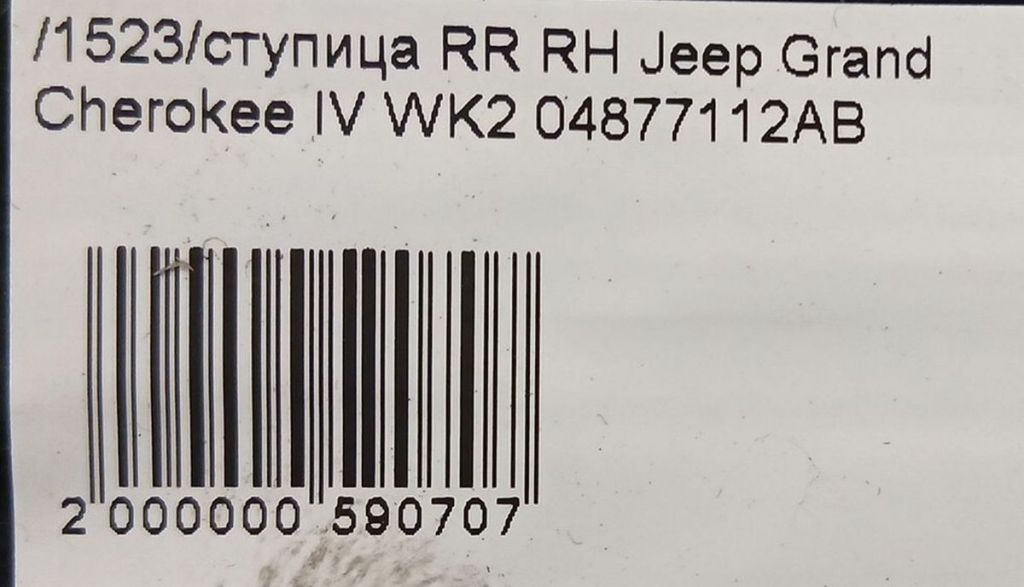 /1523/ступица RR RH Jeep Grand
Cherokee IV WK2 04877112AB
2 000000 590707